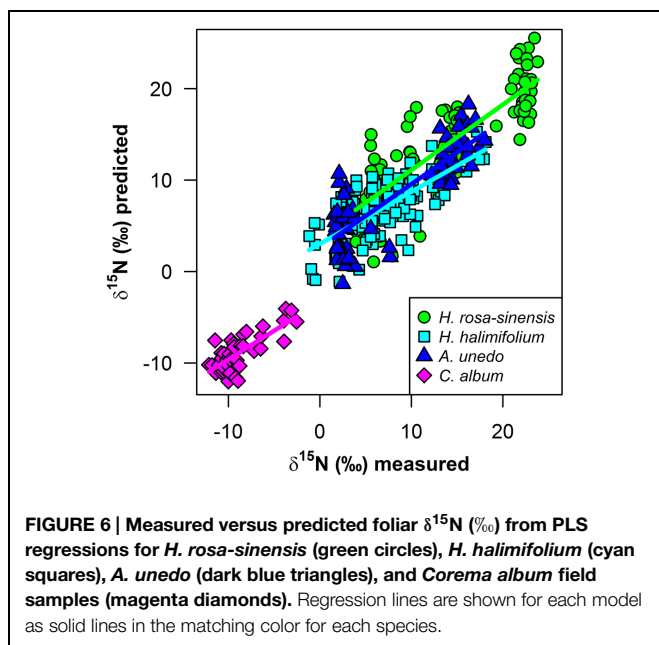 20
10
0
-10
δ¹⁵N (‰) predicted
H. rosa-sinensis
H. halimifolium
A. unedo
C. album
-10 0 10 20
δ¹⁵N (‰) measured
FIGURE 6 | Measured versus predicted foliar δ¹⁵N (‰) from PLS
regressions for H. rosa-sinensis (green circles), H. halimifolium (cyan
squares), A. unedo (dark blue triangles), and Corema album field
samples (magenta diamonds). Regression lines are shown for each model
as solid lines in the matching color for each species.